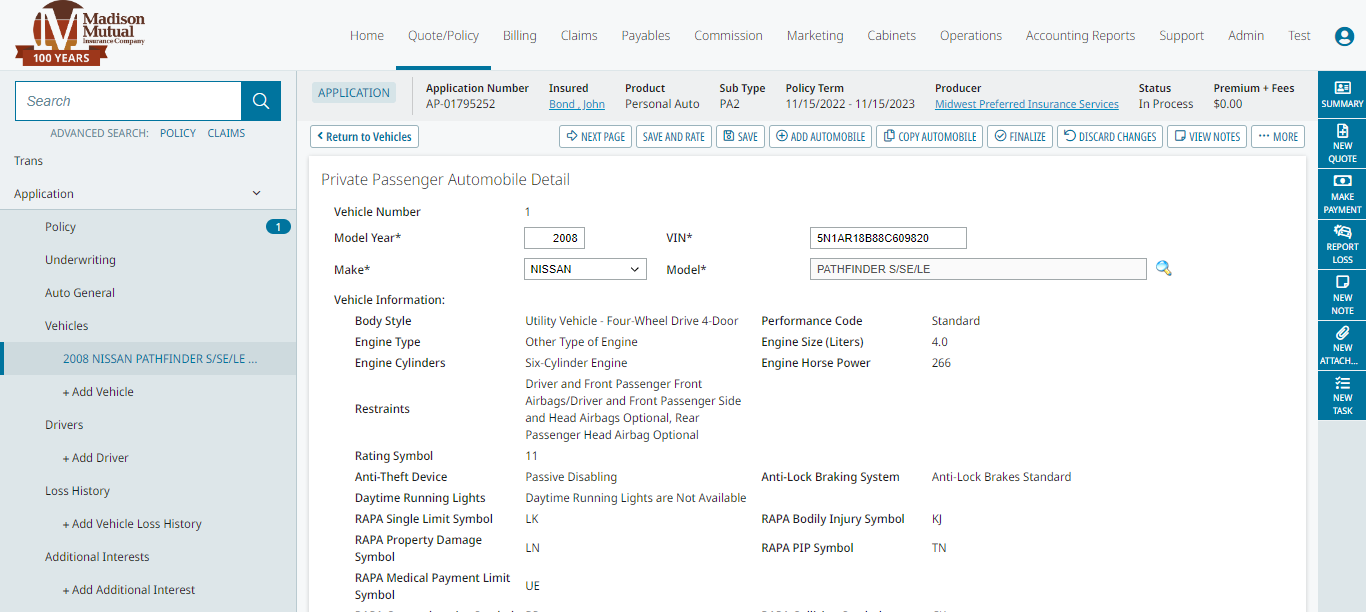 Madison
Mutual
Insurance Company
100 YEARS
Home Quote/Policy Billing Claims Payables Commission Marketing Cabinets Operations Accounting Reports Support Admin Test
Search
ADVANCED SEARCH: POLICY CLAIMS
Trans
Application
Policy 1
Underwriting
Auto General
Vehicles
2008 NISSAN PATHFINDER S/SE/LE ...
+ Add Vehicle
Drivers
+ Add Driver
Loss History
+ Add Vehicle Loss History
Additional Interests
+ Add Additional Interest
APPLICATION
Application Number Insured Product Sub Type Policy Term Producer Status Premium + Fees
AP-01795252 Bond , John Personal Auto PA2 11/15/2022 - 11/15/2023 Midwest Preferred Insurance Services In Process $0.00
Return to Vehicles NEXT PAGE SAVE AND RATE SAVE ADD AUTOMOBILE COPY AUTOMOBILE FINALIZE DISCARD CHANGES VIEW NOTES ··· MORE
Private Passenger Automobile Detail
Vehicle Number 1
Model Year* 2008 VIN* 5N1AR18B88C609820
Make* NISSAN Model* PATHFINDER S/SE/LE
Vehicle Information:
Body Style Utility Vehicle - Four-Wheel Drive 4-Door Performance Code Standard
Engine Type Other Type of Engine Engine Size (Liters) 4.0
Engine Cylinders Six-Cylinder Engine Engine Horse Power 266
Restraints Driver and Front Passenger Front
Airbags/Driver and Front Passenger Side
and Head Airbags Optional, Rear
Passenger Head Airbag Optional
Rating Symbol 11
Anti-Theft Device Passive Disabling Anti-Lock Braking System Anti-Lock Brakes Standard
Daytime Running Lights Daytime Running Lights are Not Available
RAPA Single Limit Symbol LK RAPA Bodily Injury Symbol KJ
RAPA Property Damage
Symbol LN RAPA PIP Symbol TN
RAPA Medical Payment Limit
Symbol UE
SUMMARY
NEW
QUOTE
MAKE
PAYMENT
REPORT
LOSS
NEW
NOTE
NEW
ATTACH...
NEW
TASK